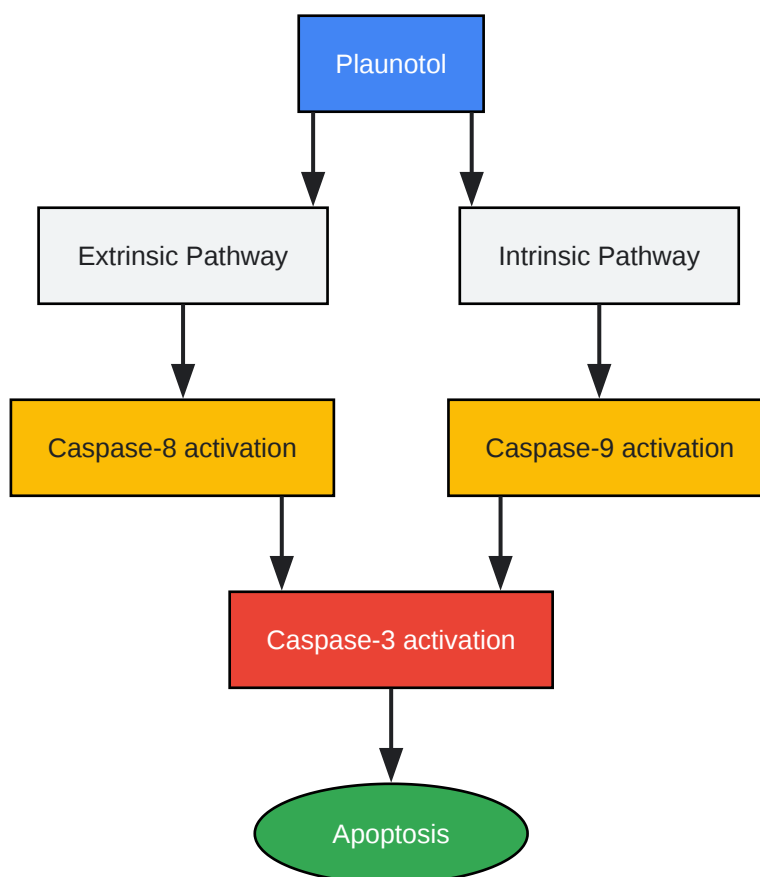 Plaunotol
Extrinsic Pathway
Intrinsic Pathway
Caspase-8 activation
Caspase-9 activation
Caspase-3 activation
Apoptosis